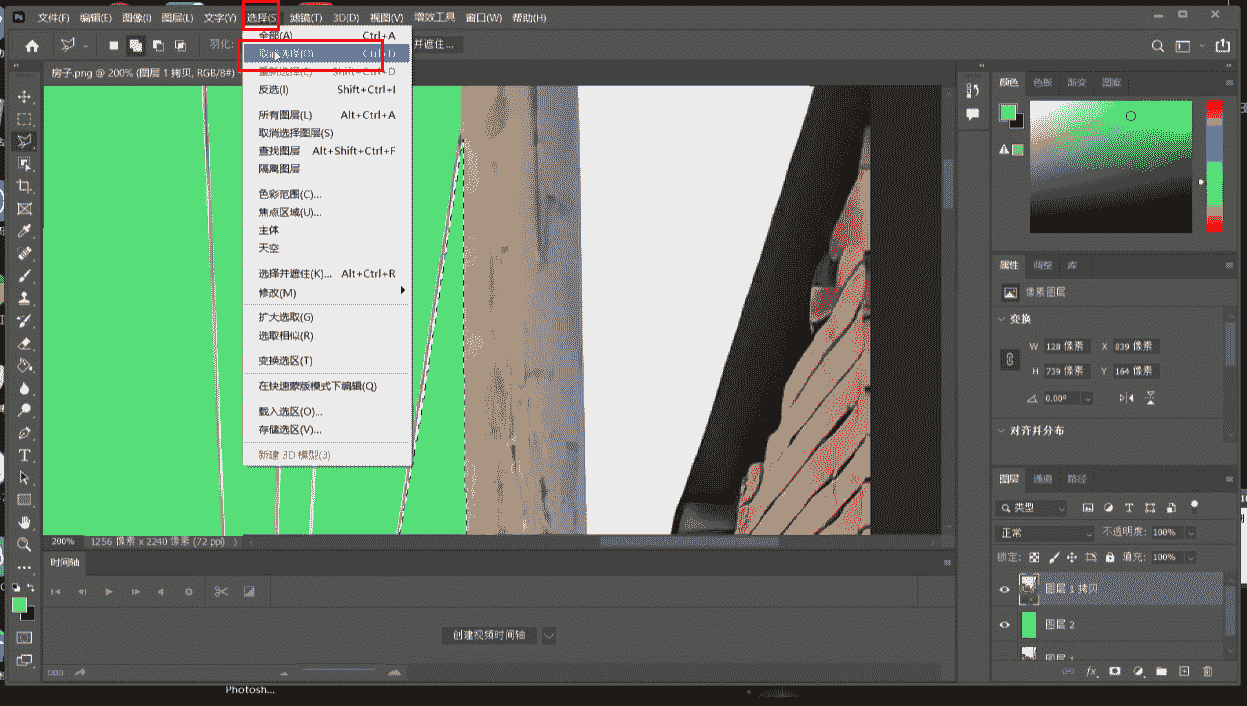 文件(F) 编辑(E) 图像(I) 图层(L) 文字(Y) 选择(S) 滤镜(T) 3D(D) 视图(V) 增效工具 窗口(W) 帮助(H)
羽化: 并遮住...
房子.png @ 200% (图层 1 拷贝, RGB/8#)
全部(A) Ctrl+A
取消选择(D) Ctrl+D
重新选择(E) Shift+Ctrl+D
反选(I) Shift+Ctrl+I
所有图层(L) Alt+Ctrl+A
取消选择图层(S)
查找图层 Alt+Shift+Ctrl+F
隔离图层
色彩范围(C)...
焦点区域(U)...
主体
天空
选择并遮住(K)... Alt+Ctrl+R
修改(M)
扩大选取(G)
选取相似(R)
变换选区(T)
在快速蒙版模式下编辑(Q)
载入选区(O)...
存储选区(V)...
新建 3D 模型(3)
颜色 色板 渐变 图案
属性 调整 库
像素图层
变换
W 128 像素 X 839 像素
H 739 像素 Y 164 像素
0.00°
对齐并分布
图层 通道 路径
类型
正常 不透明度: 100%
锁定: 填充: 100%
图层 1 拷贝
图层 2
图层 1
200% 1256 像素 x 2240 像素 (72 ppi)
时间轴
创建视频时间轴
Photosh...